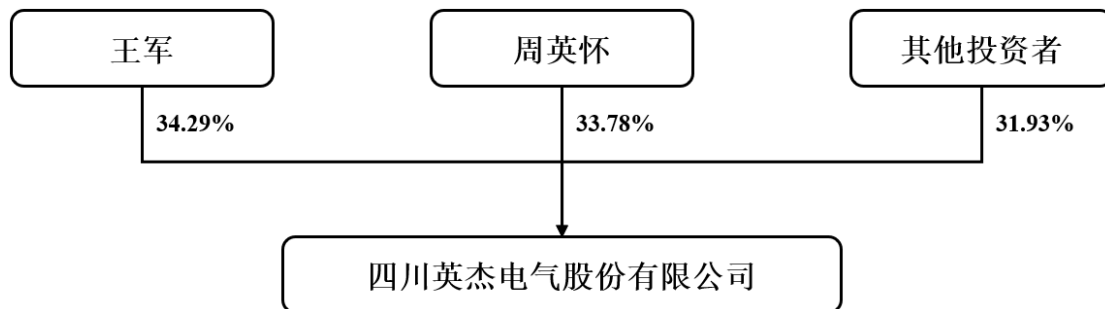 王军
周英怀
其他投资者
34.29%
33.78%
31.93%
四川英杰电气股份有限公司